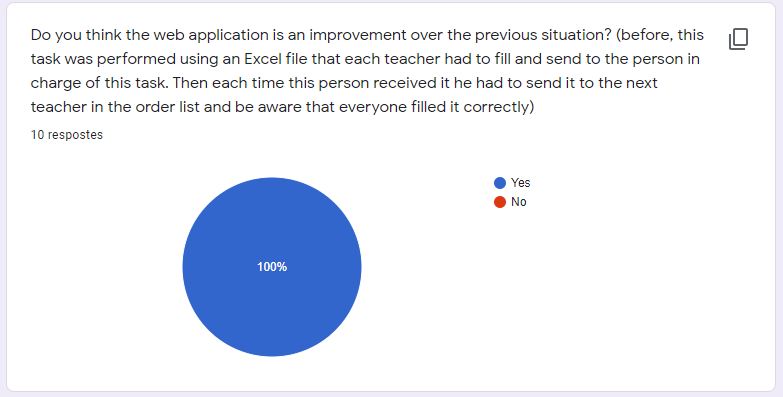 Do you think the web application is an improvement over the previous situation? (before, this
task was performed using an Excel file that each teacher had to fill and send to the person in
charge of this task. Then each time this person received it he had to send it to the next
teacher in the order list and be aware that everyone filled it correctly)
10 respostes
Yes
No
100%